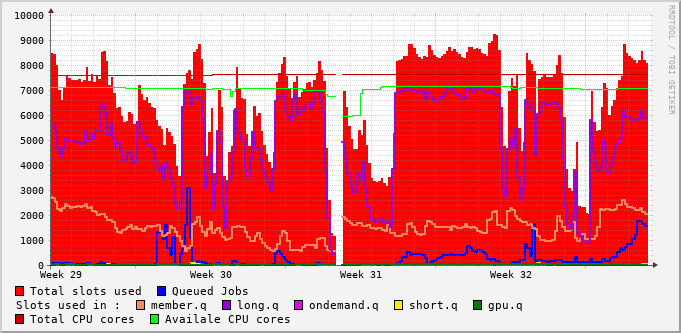 10000
9000
8000
7000
6000
5000
4000
3000
2000
1000
0
Week 29 Week 30 Week 31 Week 32
RRDTOOL / TOBI OETIKER
Total slots used Queued Jobs
Slots used in : member.q long.q ondemand.q short.q gpu.q
Total CPU cores Availale CPU cores